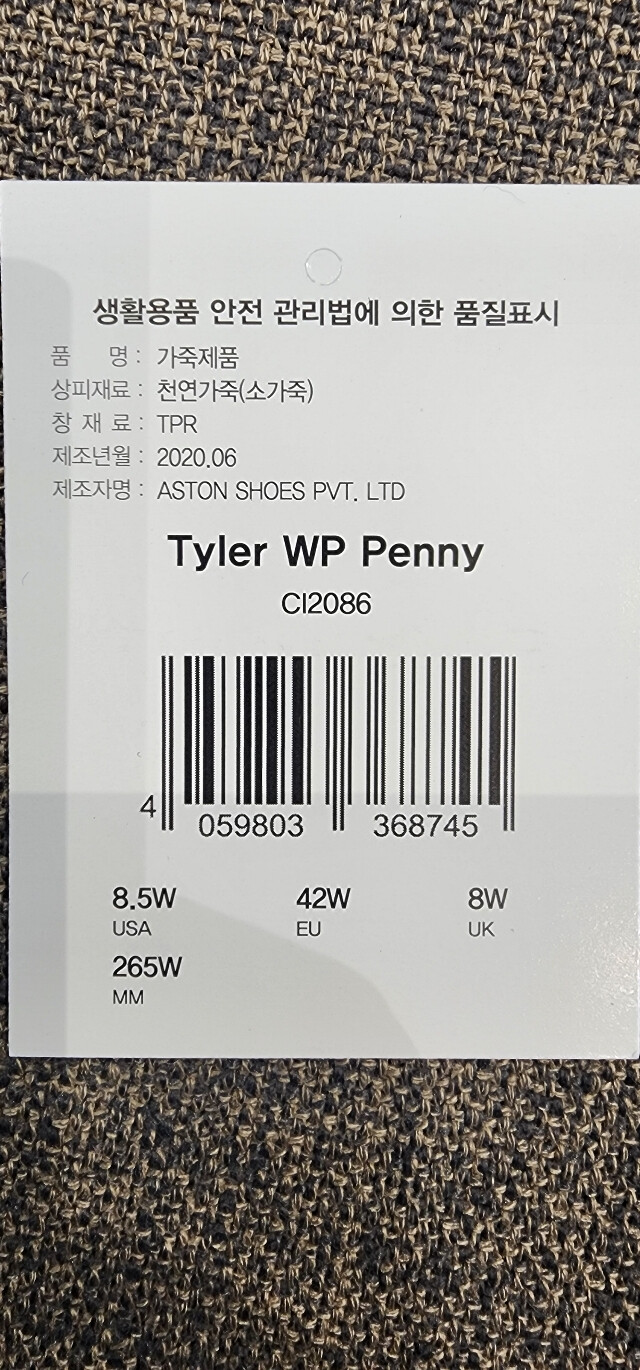 생활용품 안전 관리법에 의한 품질표시
품 명 : 가죽제품
상피재료 : 천연가죽(소가죽)
창 재 료 : TPR
제조년월 : 2020.06
제조자명 : ASTON SHOES PVT. LTD
Tyler WP Penny
CI2086
4 059803 368745
8.5W 42W 8W
USA EU UK
265W
MM